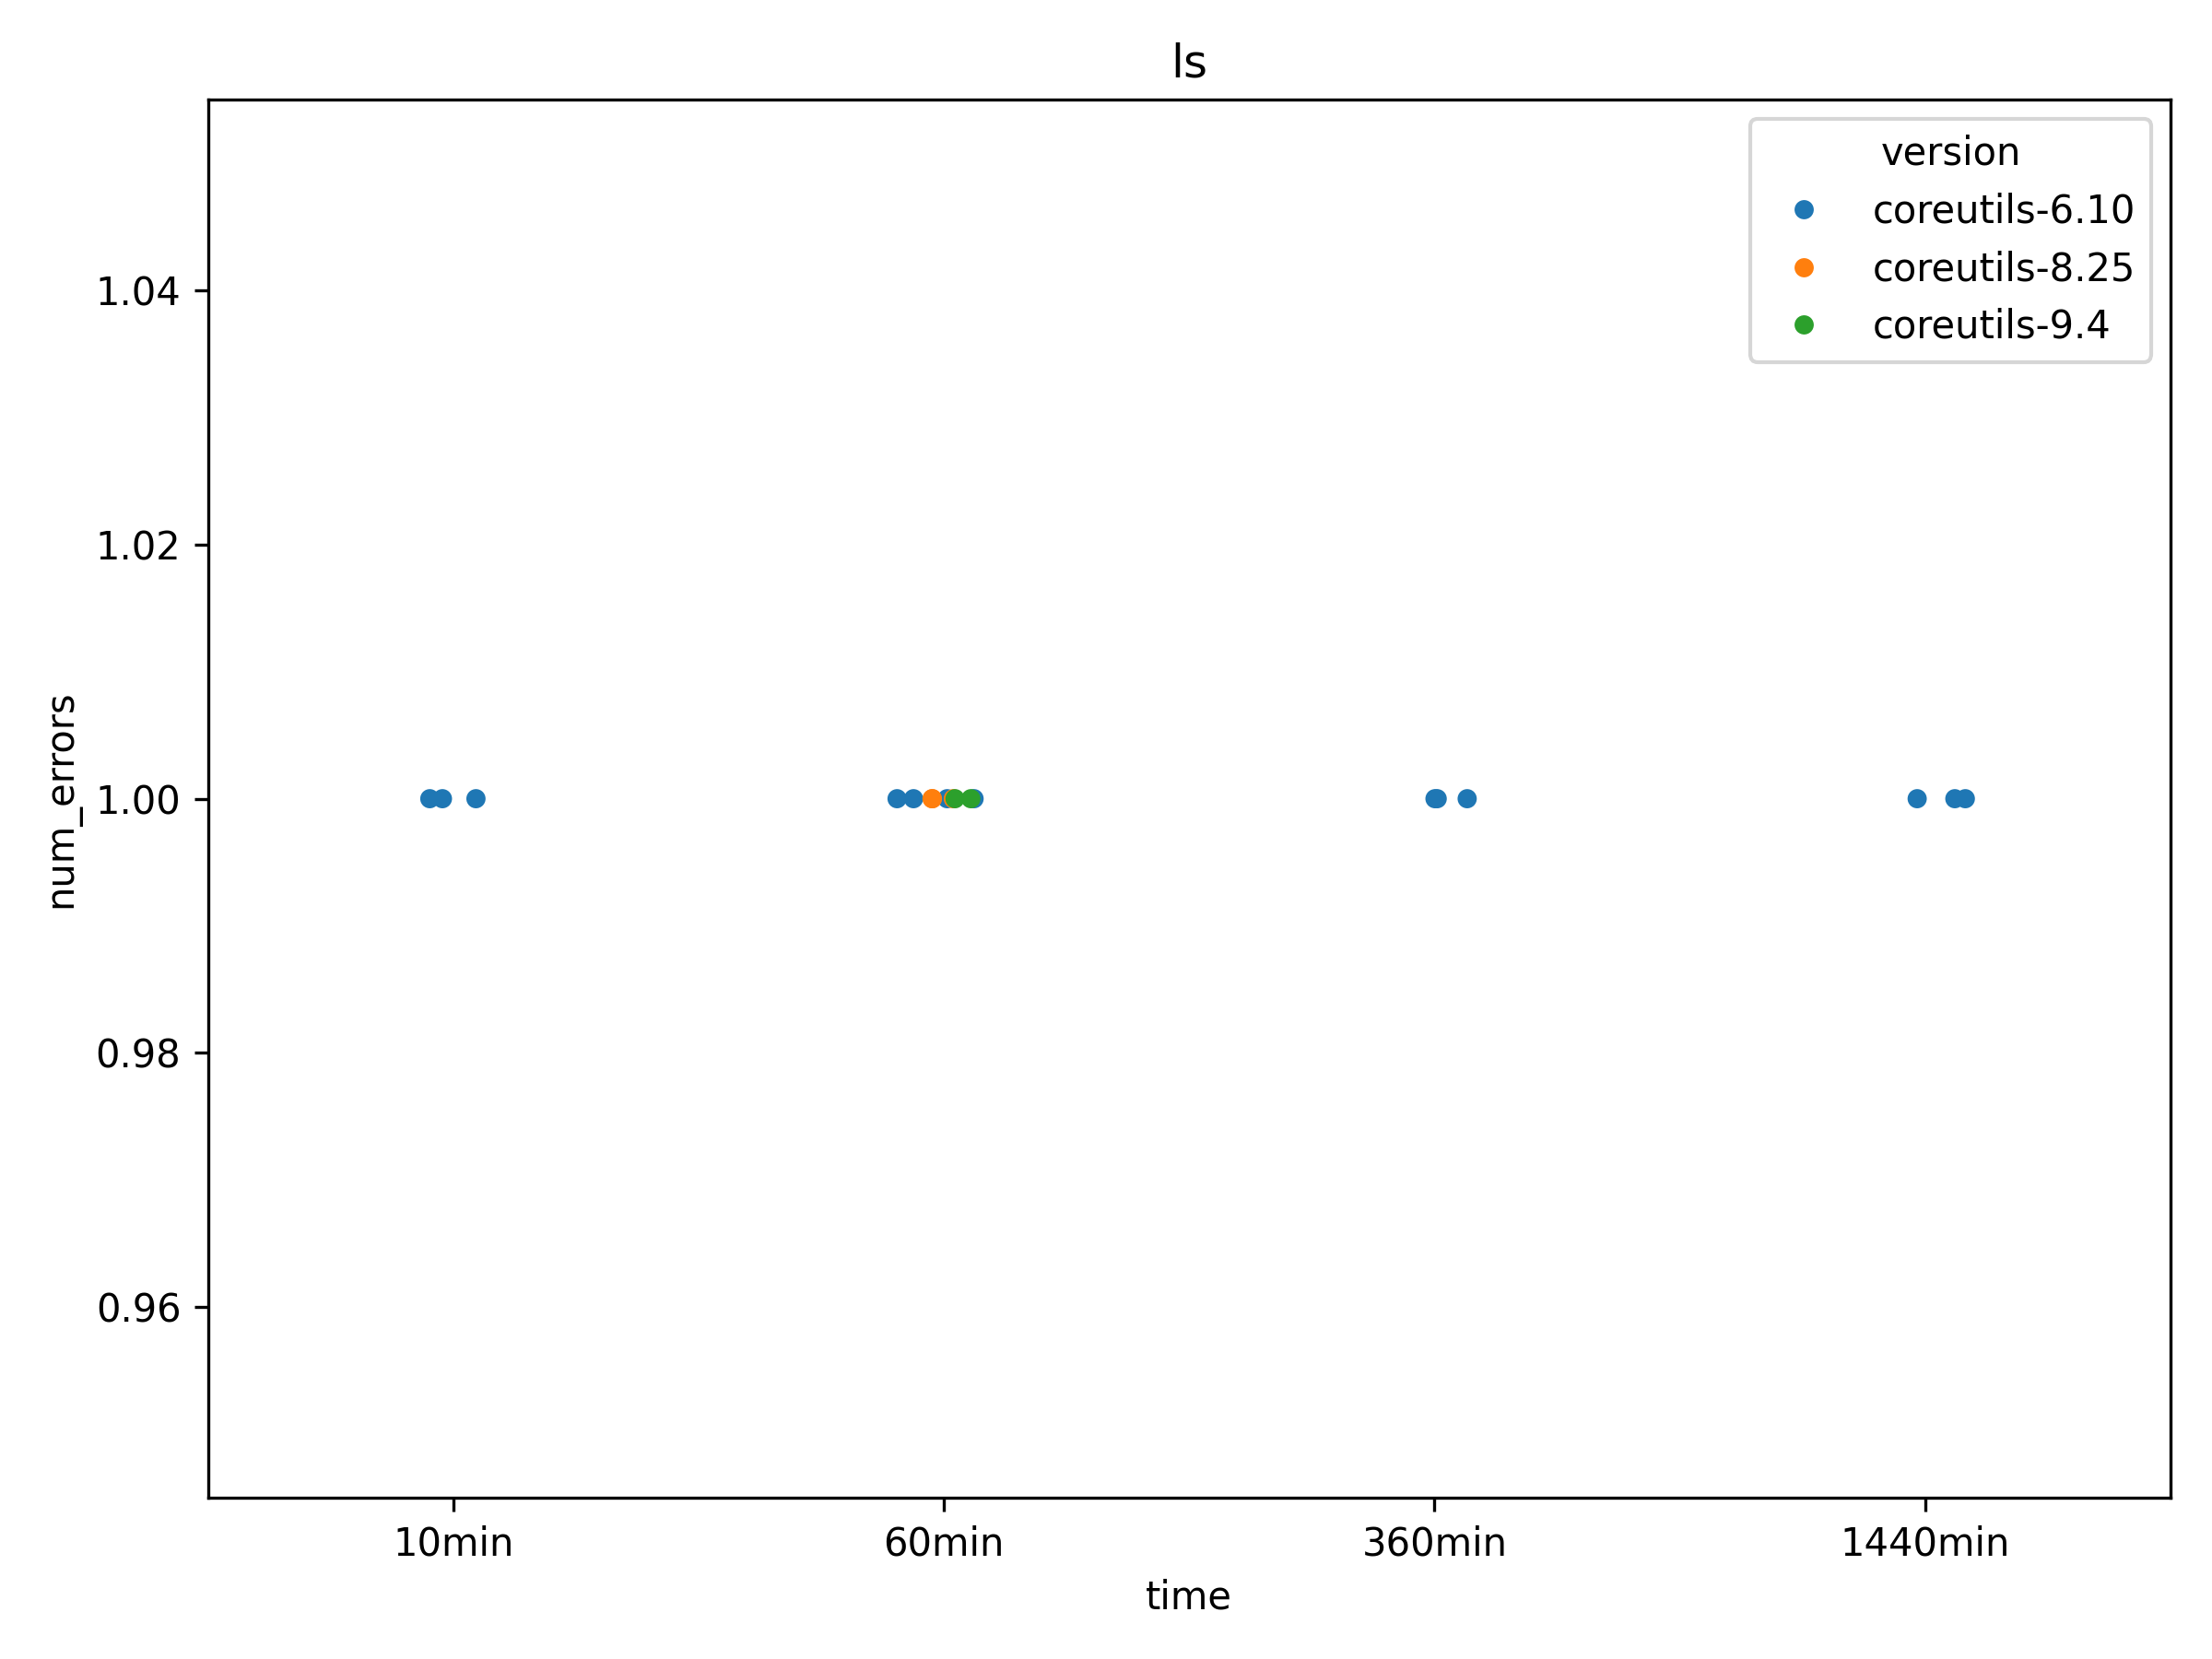 ls
version
coreutils-6.10
coreutils-8.25
coreutils-9.4
1.04
1.02
1.00
0.98
0.96
num_errors
10min
60min
360min
1440min
time